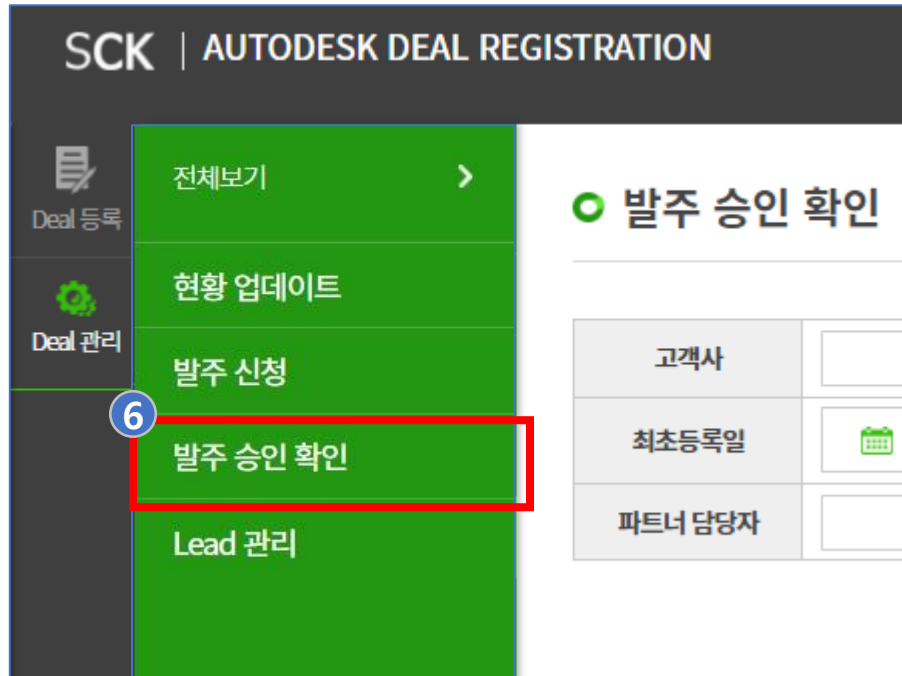 SCK | AUTODESK DEAL REGISTRATION
Deal 등록
Deal 관리
전체보기
현황 업데이트
발주 신청
6
발주 승인 확인
Lead 관리
발주 승인 확인
고객사
최초등록일
파트너 담당자